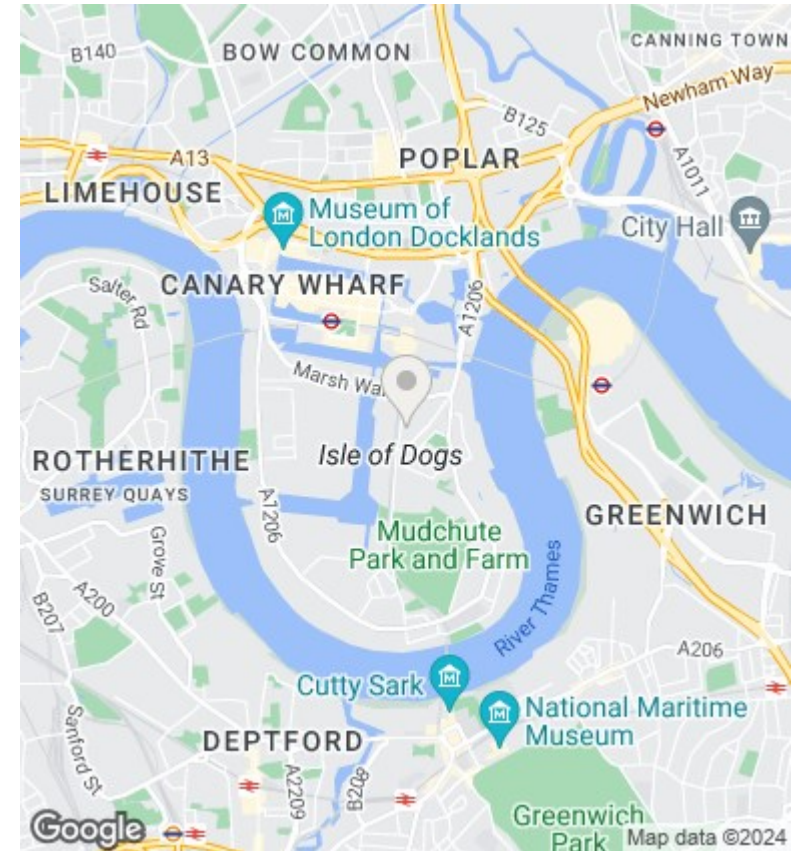 B140
BOW COMMON
CANNING TOWN
Newham Way
B125
A13
POPLAR
A1011
LIMEHOUSE
Museum of
London Docklands
City Hall
CANARY WHARF
Salter Rd
A1206
Marsh Wa
ROTHERHITHE
Isle of Dogs
SURREY QUAYS
A1206
GREENWICH
Mudchute
Park and Farm
Grove St
A200
B207
River Thames
A206
Cutty Sark
National Maritime
Museum
Sanford St
DEPTFORD
A2209
B208
Greenwich
Park
Google
Map data ©2024